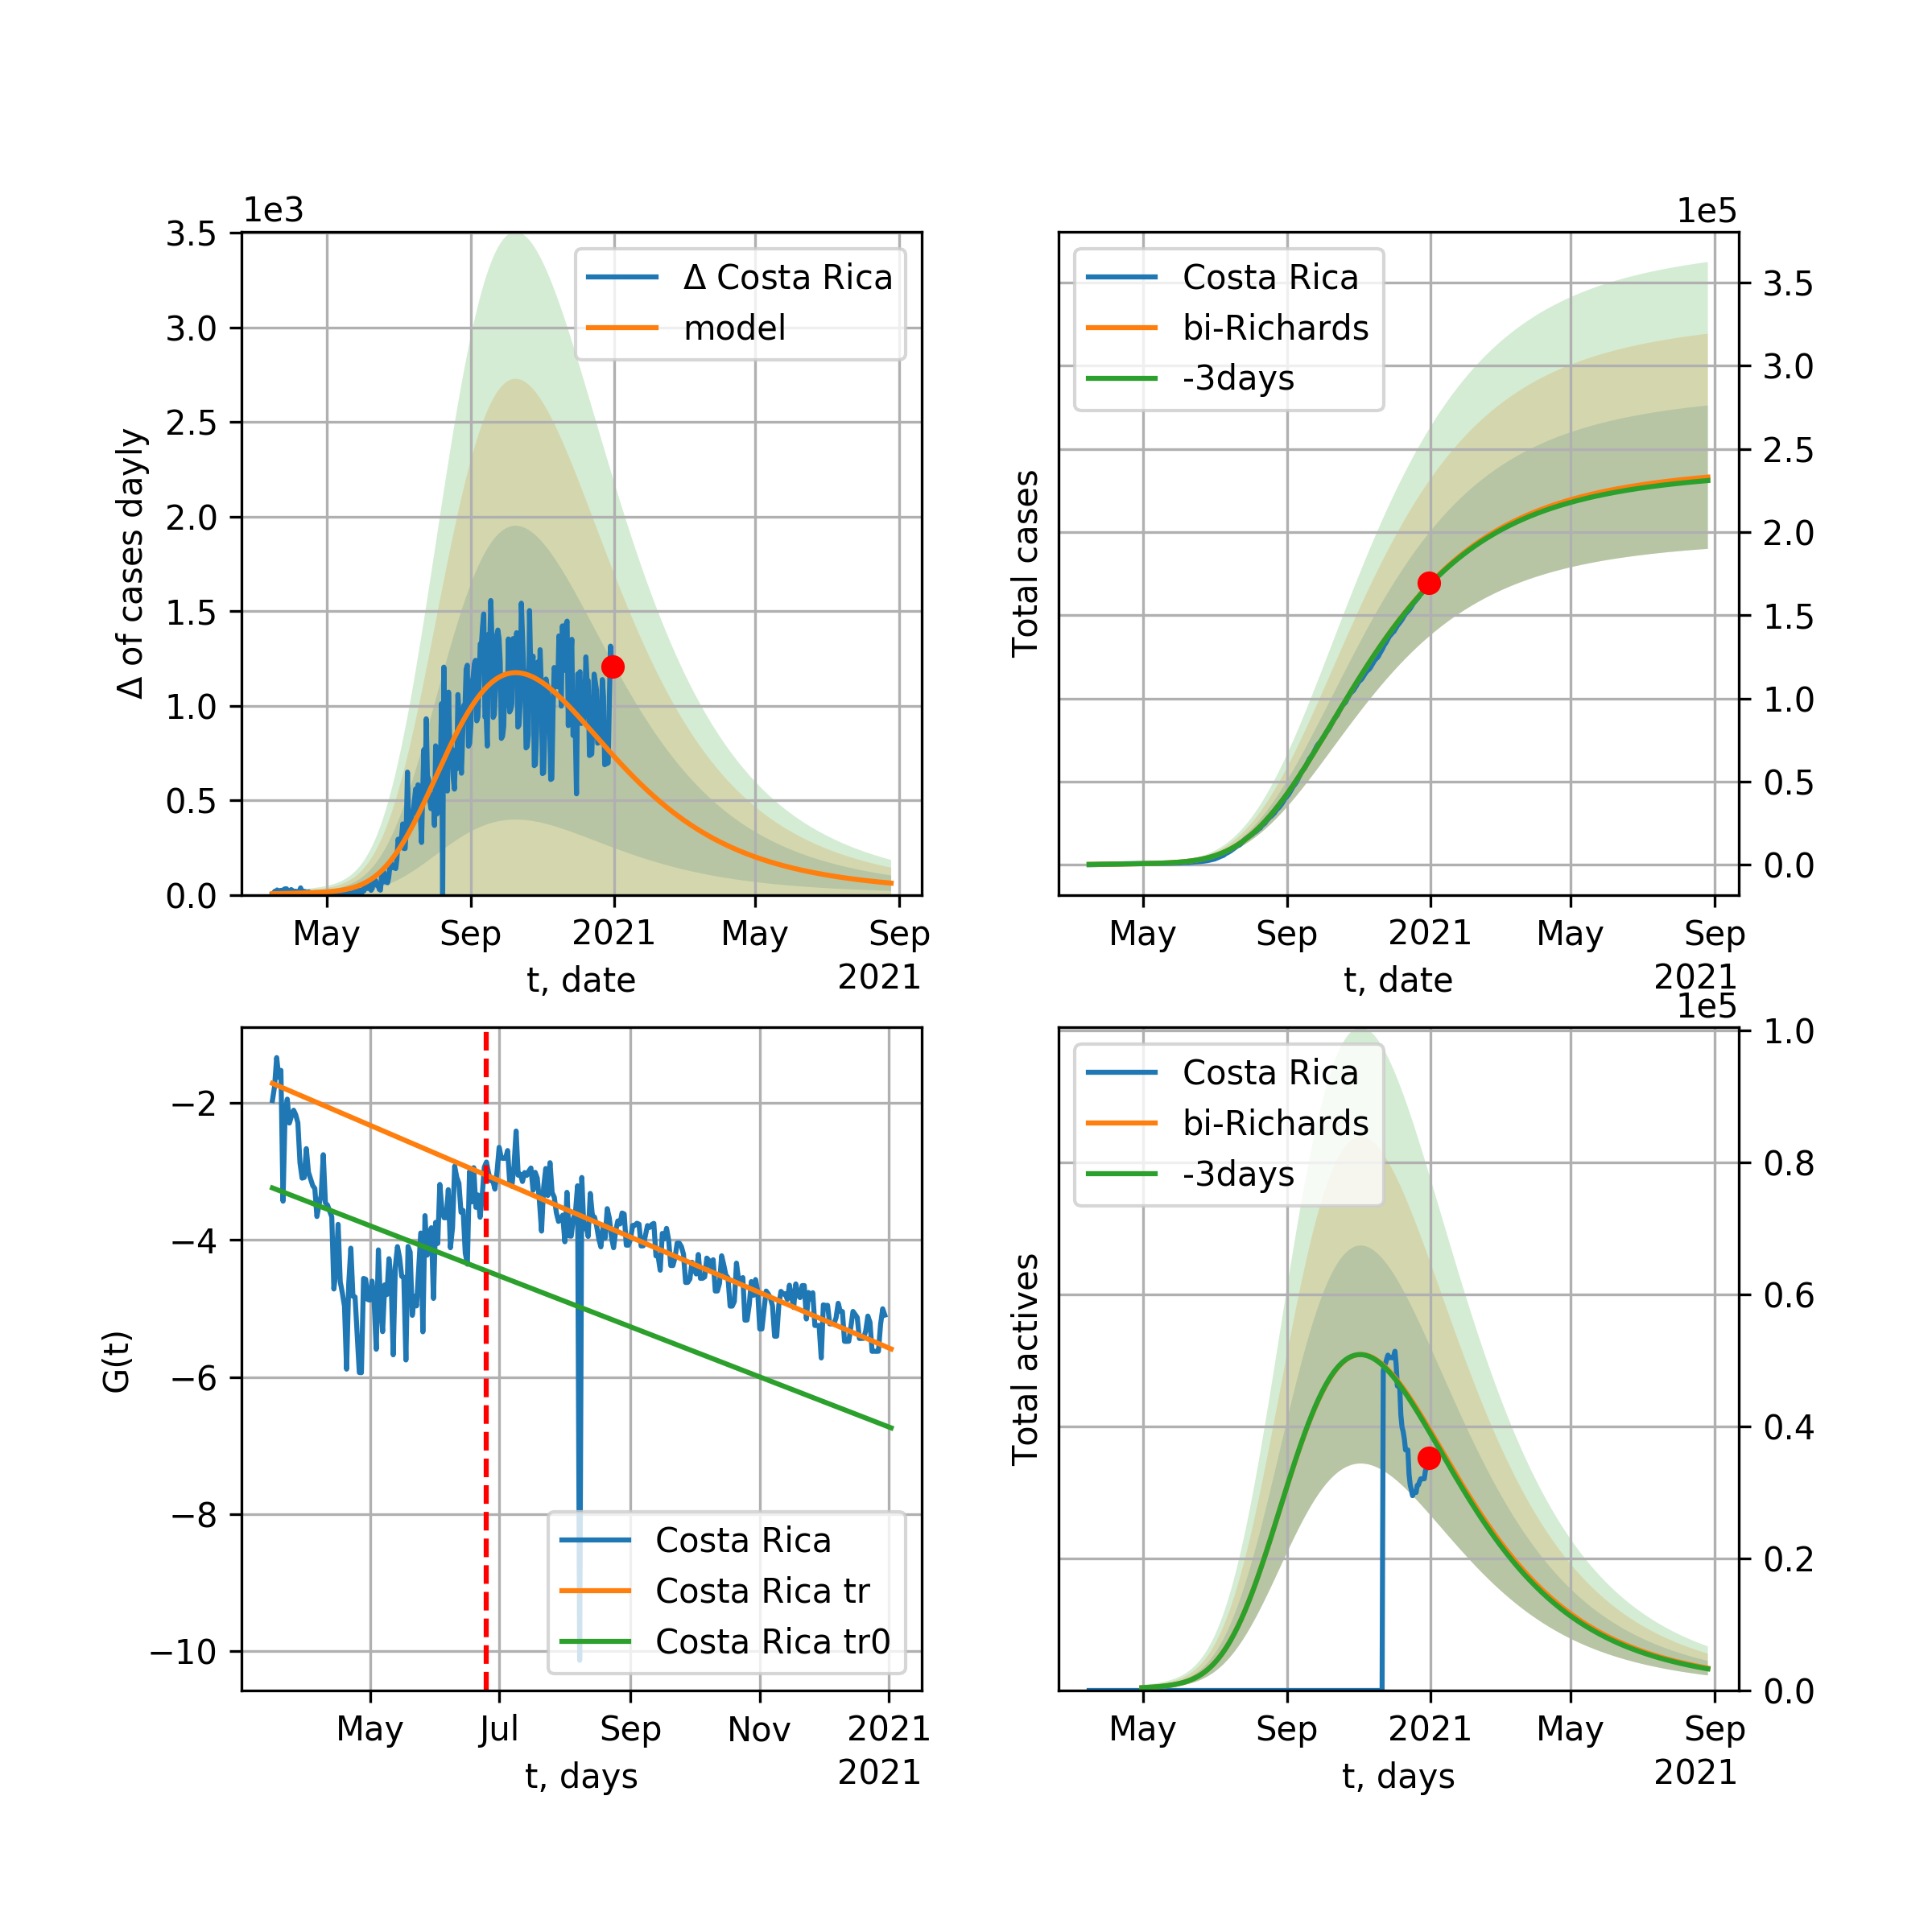 1e3
3.5
3.0
2.5
2.0
1.5
1.0
0.5
0.0
Δ of cases dayly
Δ Costa Rica
model
May Sep 2021 May Sep
t, date 2021
1e5
Costa Rica
bi-Richards
-3days
Total cases
3.5
3.0
2.5
2.0
1.5
1.0
0.5
0.0
May Sep 2021 May Sep
t, date 2021
−2
−4
−6
−8
−10
G(t)
Costa Rica
Costa Rica tr
Costa Rica tr0
May Jul Sep Nov 2021
t, days 2021
1e5
Costa Rica
bi-Richards
-3days
Total actives
1.0
0.8
0.6
0.4
0.2
0.0
May Sep 2021 May Sep
t, days 2021